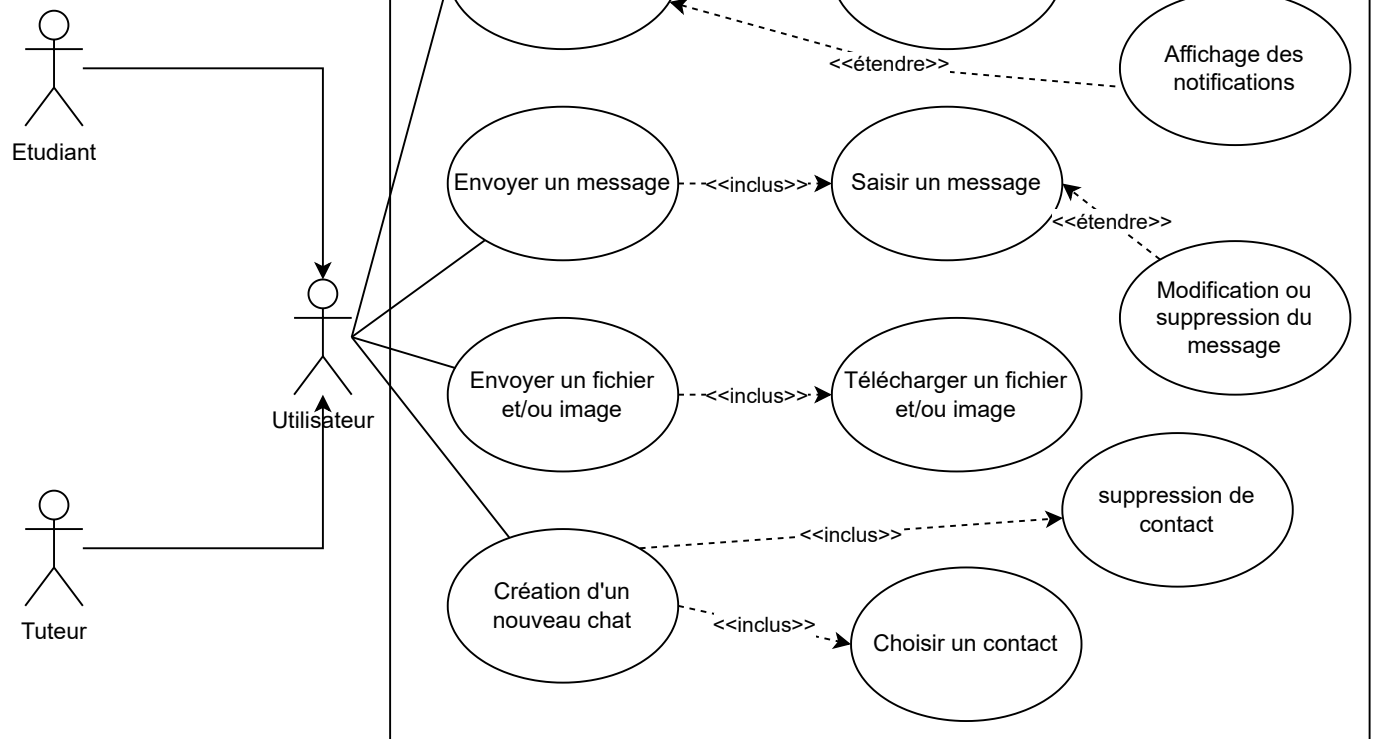 Affichage des
notifications
<<étendre>>
Etudiant
Envoyer un message
<<inclus>>
Saisir un message
<<étendre>>
Modification ou
suppression du
message
Utilisateur
Envoyer un fichier
et/ou image
<<inclus>>
Télécharger un fichier
et/ou image
suppression de
contact
<<inclus>>
Création d'un
nouveau chat
<<inclus>>
Choisir un contact
Tuteur